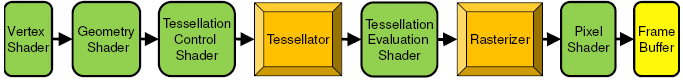 Vertex
Shader
Geometry
Shader
Tessellation
Control
Shader
Tessellator
Tessellation
Evaluation
Shader
Rasterizer
Pixel
Shader
Frame
Buffer